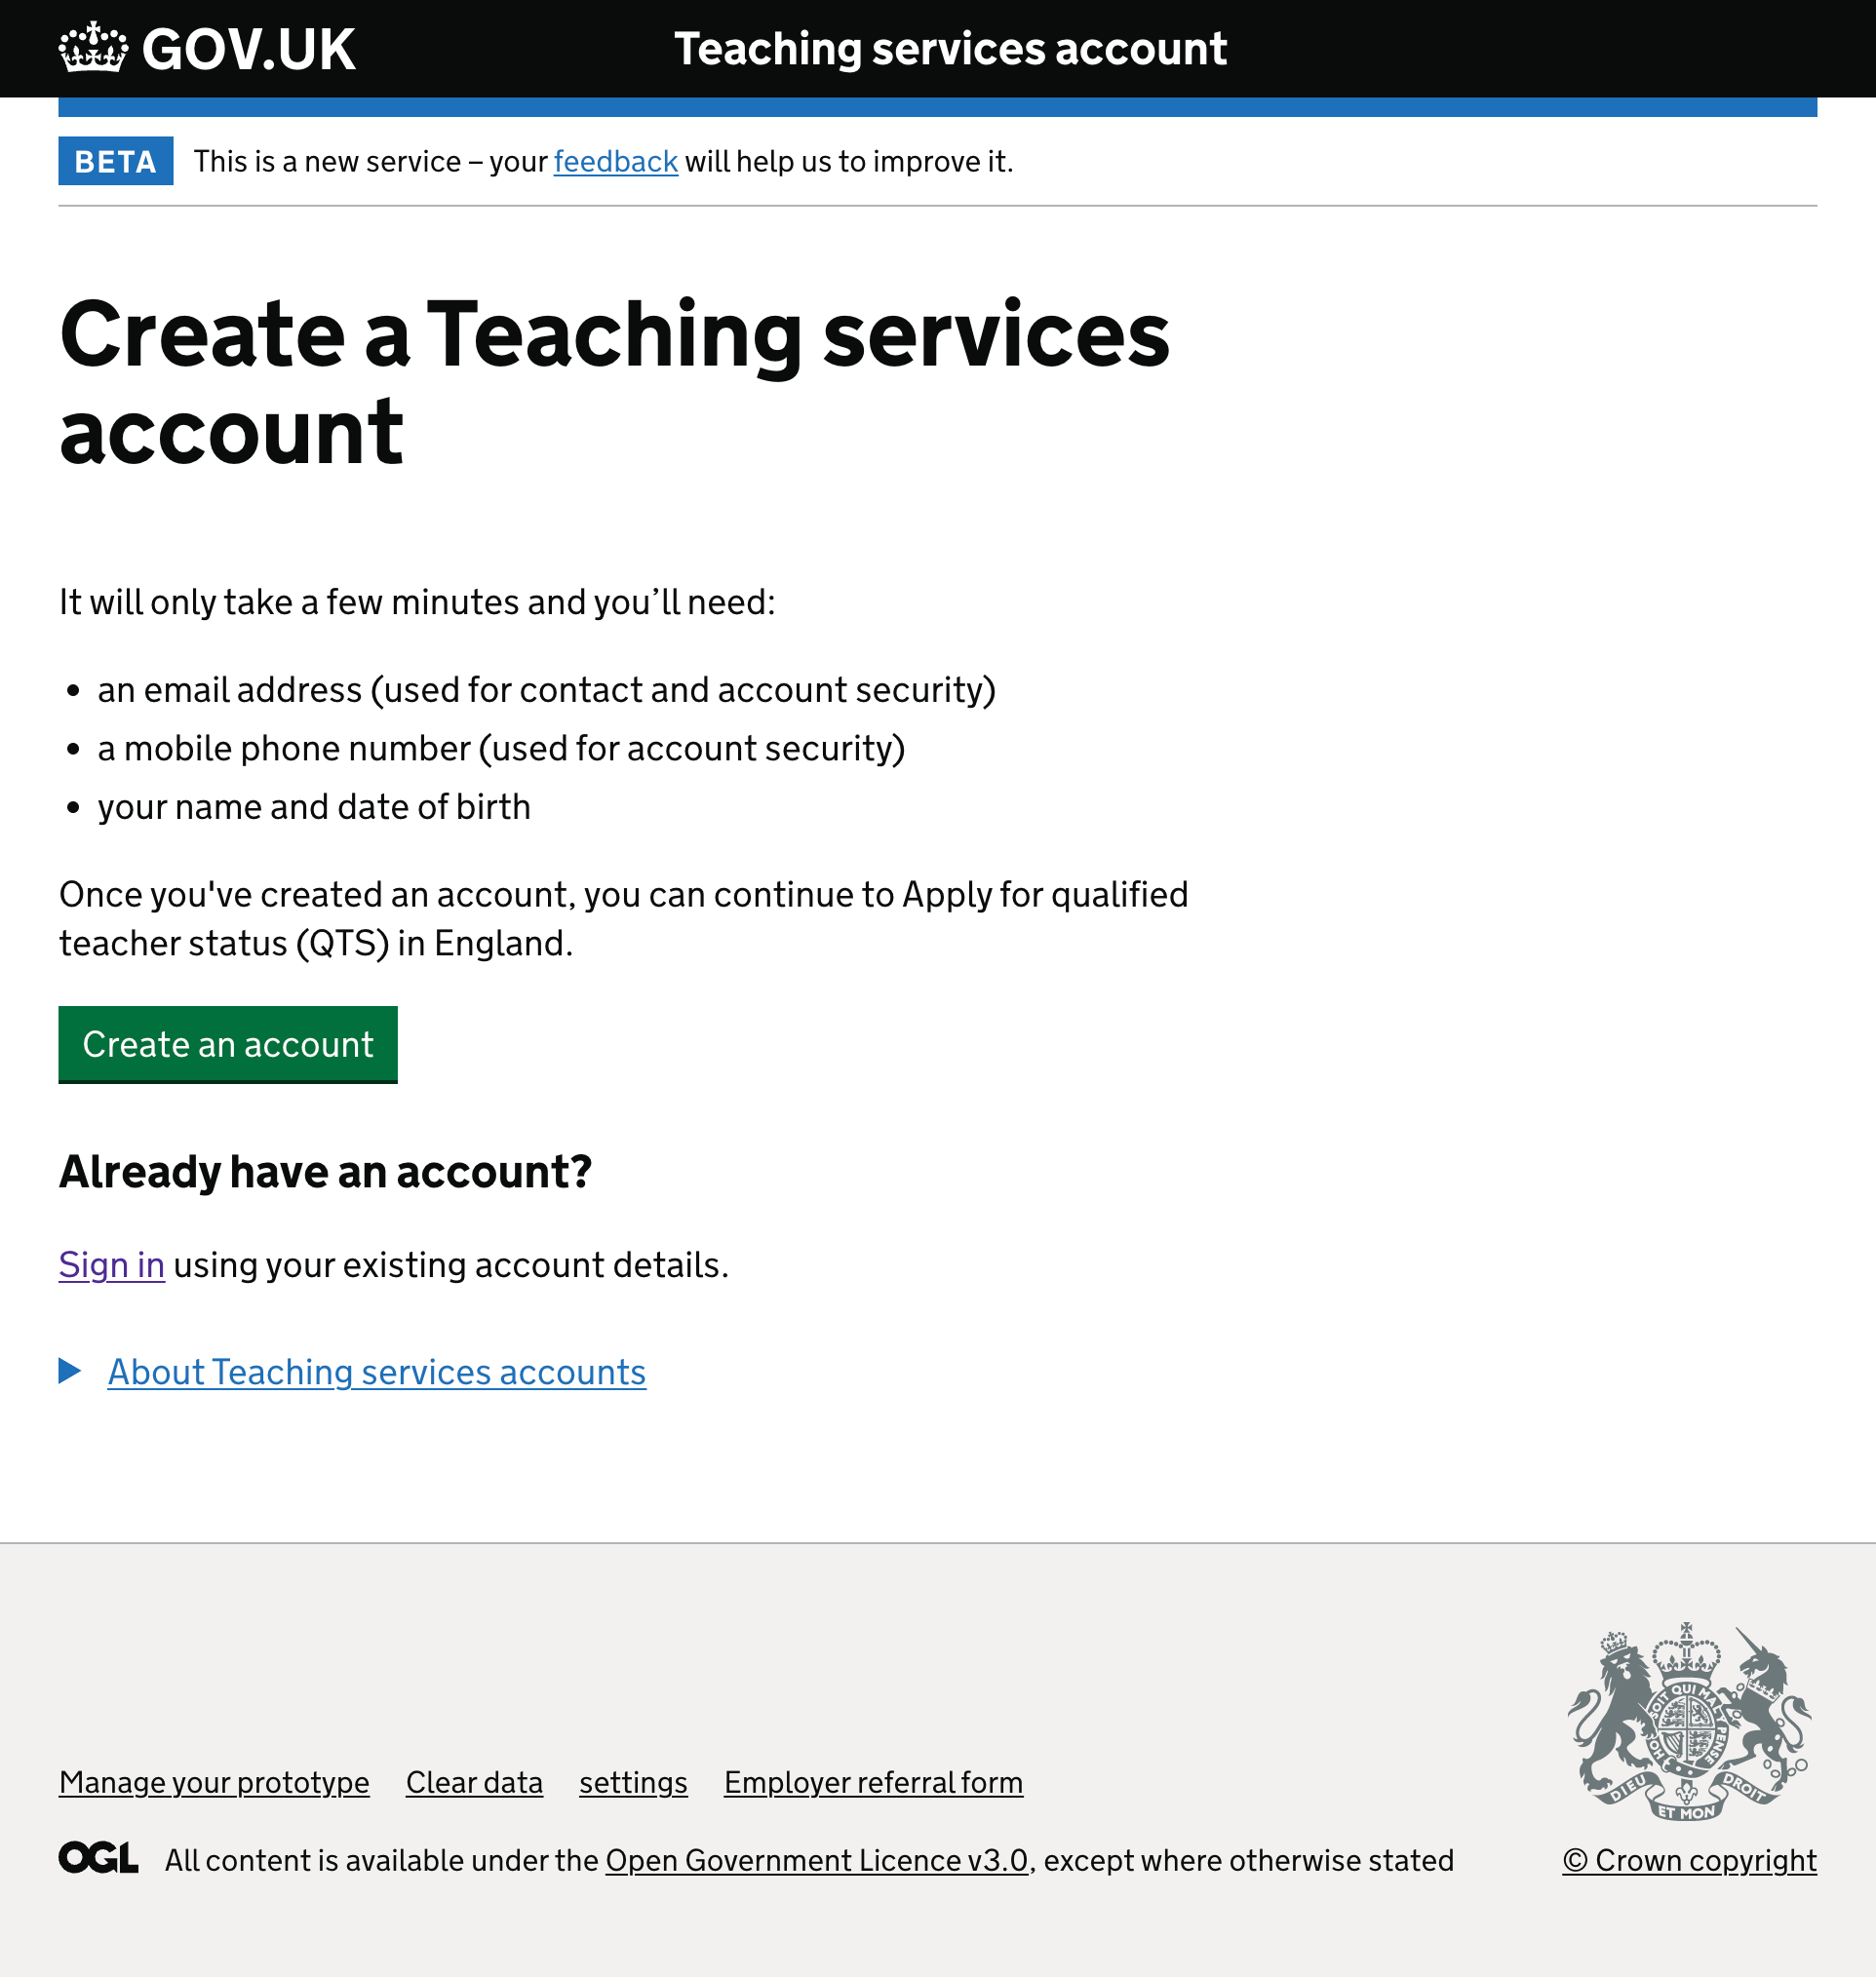 GOV.UK
Teaching services account
BETA This is a new service – your feedback will help us to improve it.
Create a Teaching services
account
It will only take a few minutes and you’ll need:
• an email address (used for contact and account security)
• a mobile phone number (used for account security)
• your name and date of birth
Once you've created an account, you can continue to Apply for qualified
teacher status (QTS) in England.
Create an account
Already have an account?
Sign in using your existing account details.
About Teaching services accounts
SOIT QUI MAL Y PENSE
DIEU ET MON DROIT
Manage your prototype Clear data settings Employer referral form
OGL All content is available under the Open Government Licence v3.0, except where otherwise stated
© Crown copyright